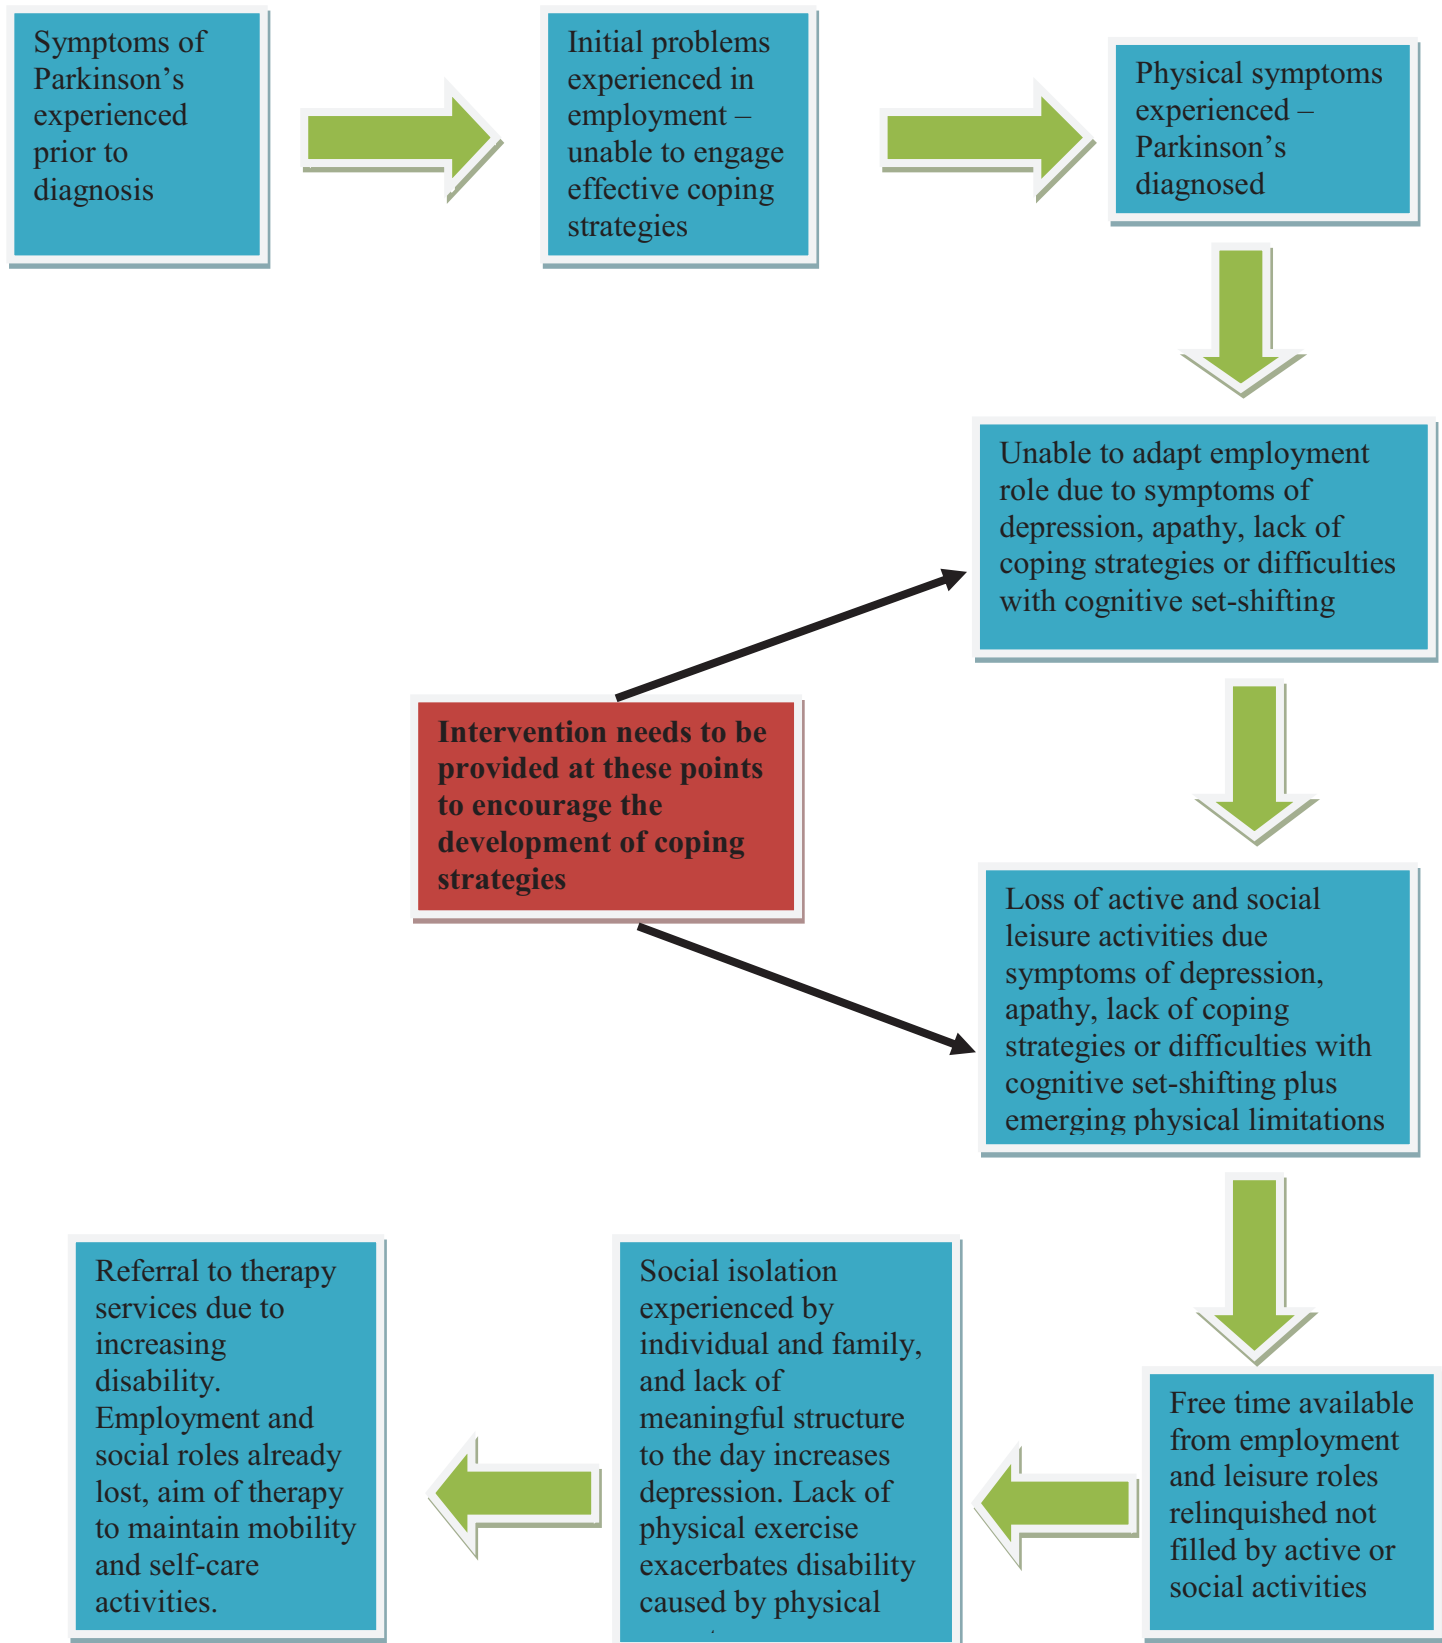 Symptoms of
Parkinson’s
experienced
prior to
diagnosis
Initial problems
experienced in
employment –
unable to engage
effective coping
strategies
Physical symptoms
experienced –
Parkinson’s
diagnosed
Unable to adapt employment
role due to symptoms of
depression, apathy, lack of
coping strategies or difficulties
with cognitive set-shifting
Intervention needs to be
provided at these points
to encourage the
development of coping
strategies
Loss of active and social
leisure activities due
symptoms of depression,
apathy, lack of coping
strategies or difficulties with
cognitive set-shifting plus
emerging physical limitations
Free time available
from employment
and leisure roles
relinquished not
filled by active or
social activities
Social isolation
experienced by
individual and family,
and lack of
meaningful structure
to the day increases
depression. Lack of
physical exercise
exacerbates disability
caused by physical
Referral to therapy
services due to
increasing
disability.
Employment and
social roles already
lost, aim of therapy
to maintain mobility
and self-care
activities.